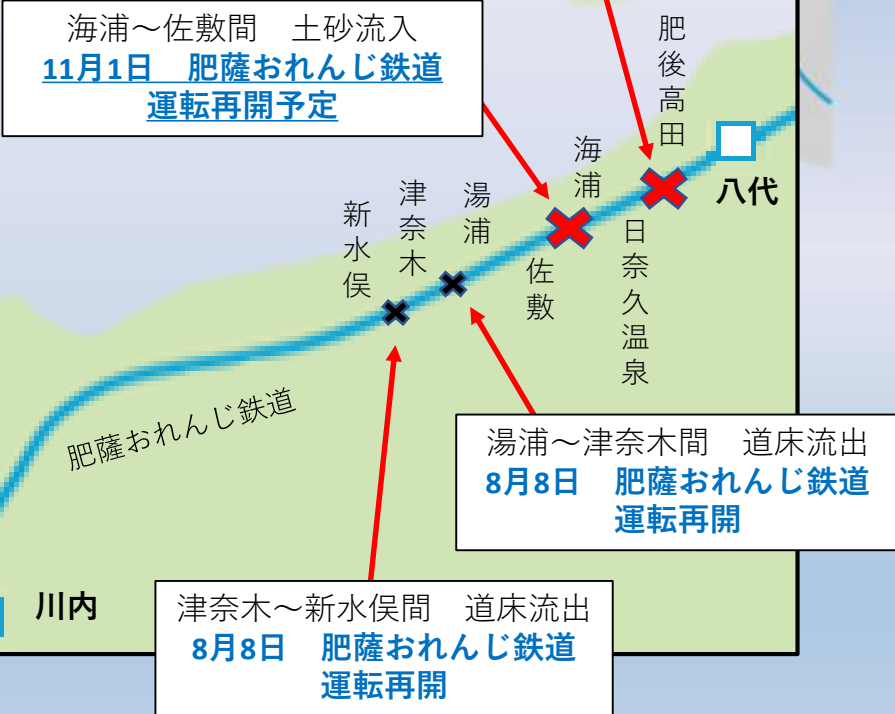 海浦～佐敷間　土砂流入
11月1日　肥薩おれんじ鉄道
運転再開予定
肥後高田
八代
海浦
日奈久温泉
佐敷
湯浦
津奈木
新水俣
肥薩おれんじ鉄道
湯浦～津奈木間　道床流出
8月8日　肥薩おれんじ鉄道
運転再開
川内
津奈木～新水俣間　道床流出
8月8日　肥薩おれんじ鉄道
運転再開